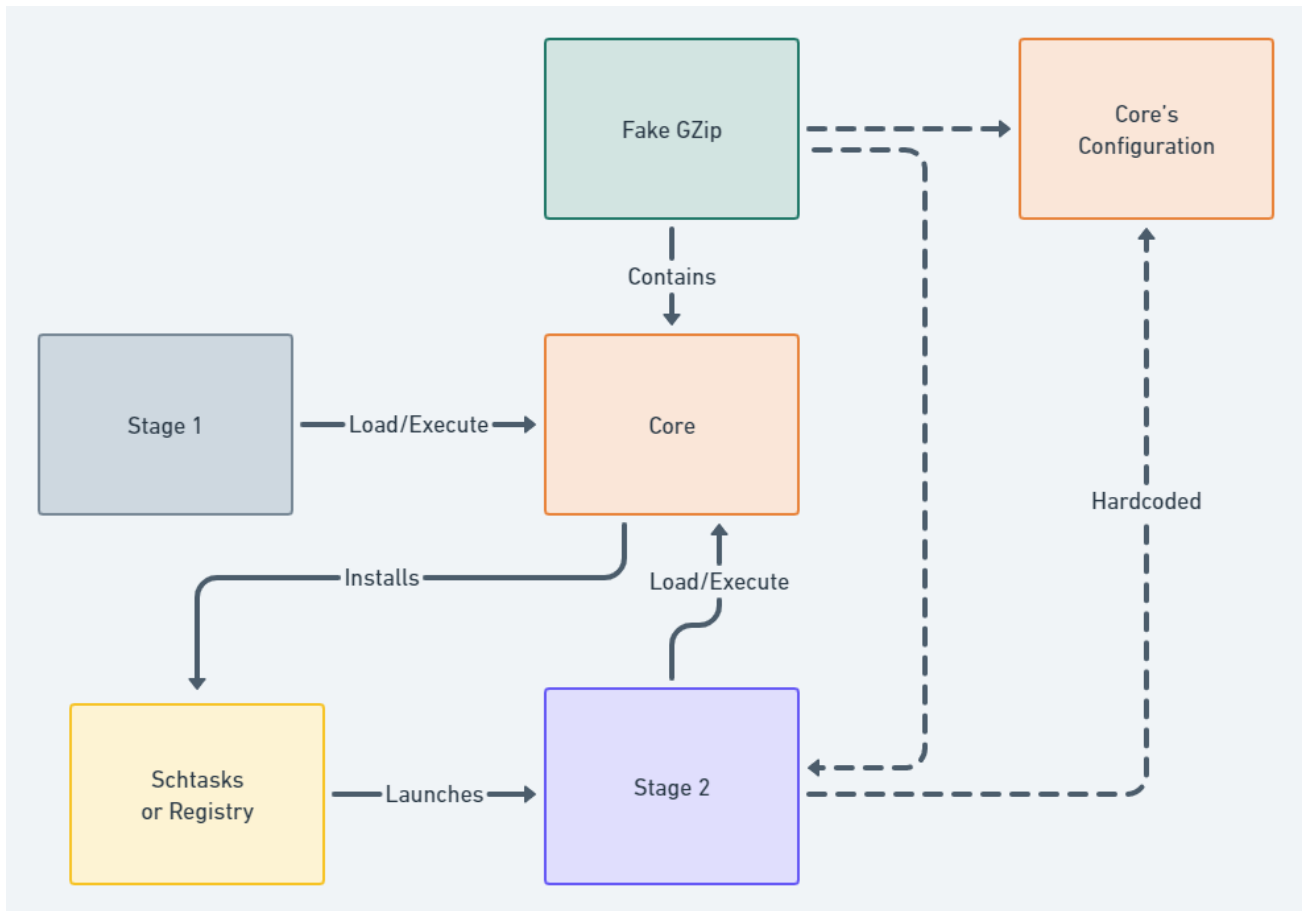 Fake GZip
Core's
Configuration
Contains
Stage 1
Load/Execute
Core
Hardcoded
Installs
Load/Execute
Schtasks
or Registry
Launches
Stage 2